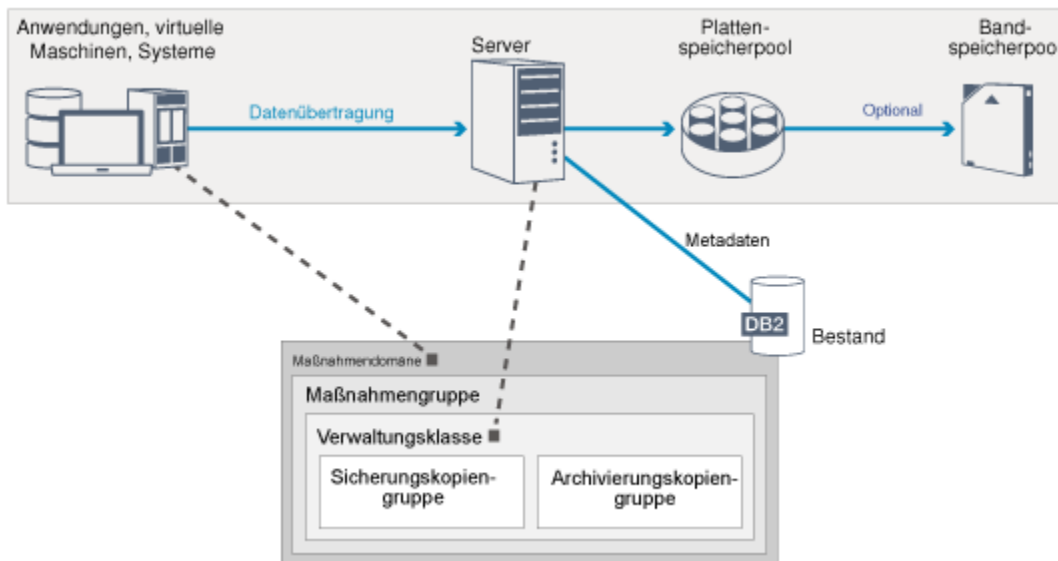 Anwendungen, virtuelle
Maschinen, Systeme
Server
Platten-
speicherpool
Band-
speicherpool
Datenübertragung
Optional
Metadaten
DB2
Bestand
Maßnahmendomäne
Maßnahmengruppe
Verwaltungsklasse
Sicherungskopien-
gruppe
Archivierungskopien-
gruppe